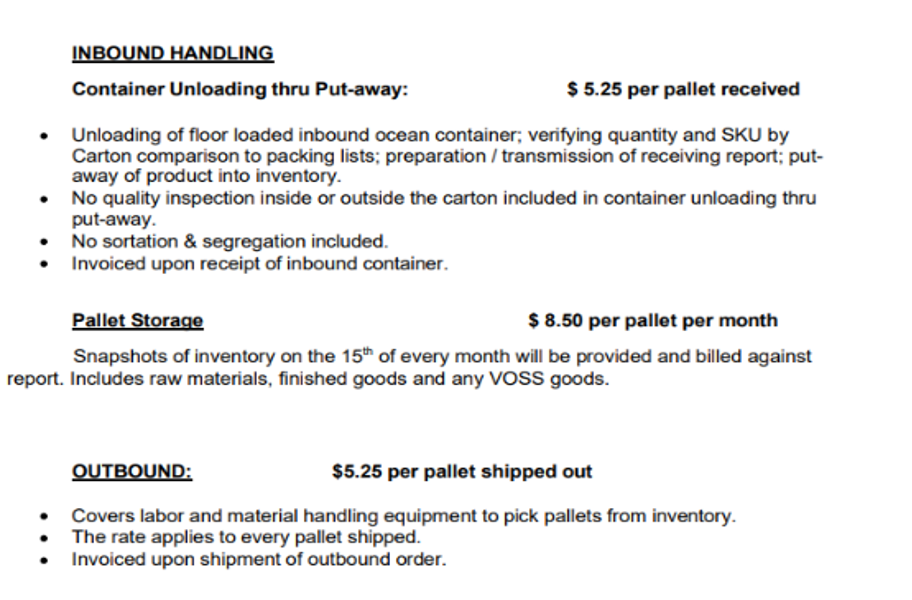 INBOUND HANDLING
Container Unloading thru Put-away: $ 5.25 per pallet received
• Unloading of floor loaded inbound ocean container; verifying quantity and SKU by
Carton comparison to packing lists; preparation / transmission of receiving report; put-
away of product into inventory.
• No quality inspection inside or outside the carton included in container unloading thru
put-away.
• No sortation & segregation included.
• Invoiced upon receipt of inbound container.
Pallet Storage $ 8.50 per pallet per month
Snapshots of inventory on the 15th of every month will be provided and billed against
report. Includes raw materials, finished goods and any VOSS goods.
OUTBOUND: $5.25 per pallet shipped out
• Covers labor and material handling equipment to pick pallets from inventory.
• The rate applies to every pallet shipped.
• Invoiced upon shipment of outbound order.